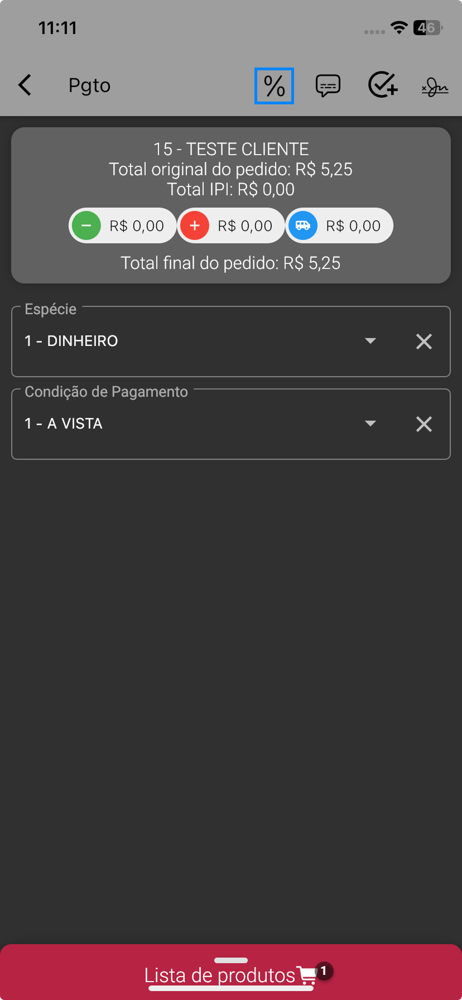 11:11
46
Pgto
%
15 - TESTE CLIENTE
Total original do pedido: R$ 5,25
Total IPI: R$ 0,00
R$ 0,00 R$ 0,00 R$ 0,00
Total final do pedido: R$ 5,25
Espécie
1 - DINHEIRO
Condição de Pagamento
1 - A VISTA
Lista de produtos 1